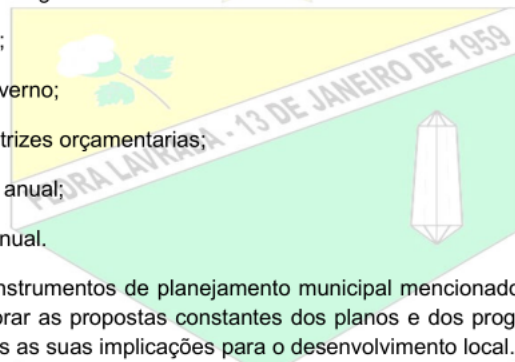 ;
verno;
trizes orçamentarias;
anual;
nual.
PEDRA LAVRADA - 13 DE JANEIRO DE 1959
nstrumentos de planejamento municipal mencionado
orar as propostas constantes dos planos e dos prog
s as suas implicações para o desenvolvimento local.